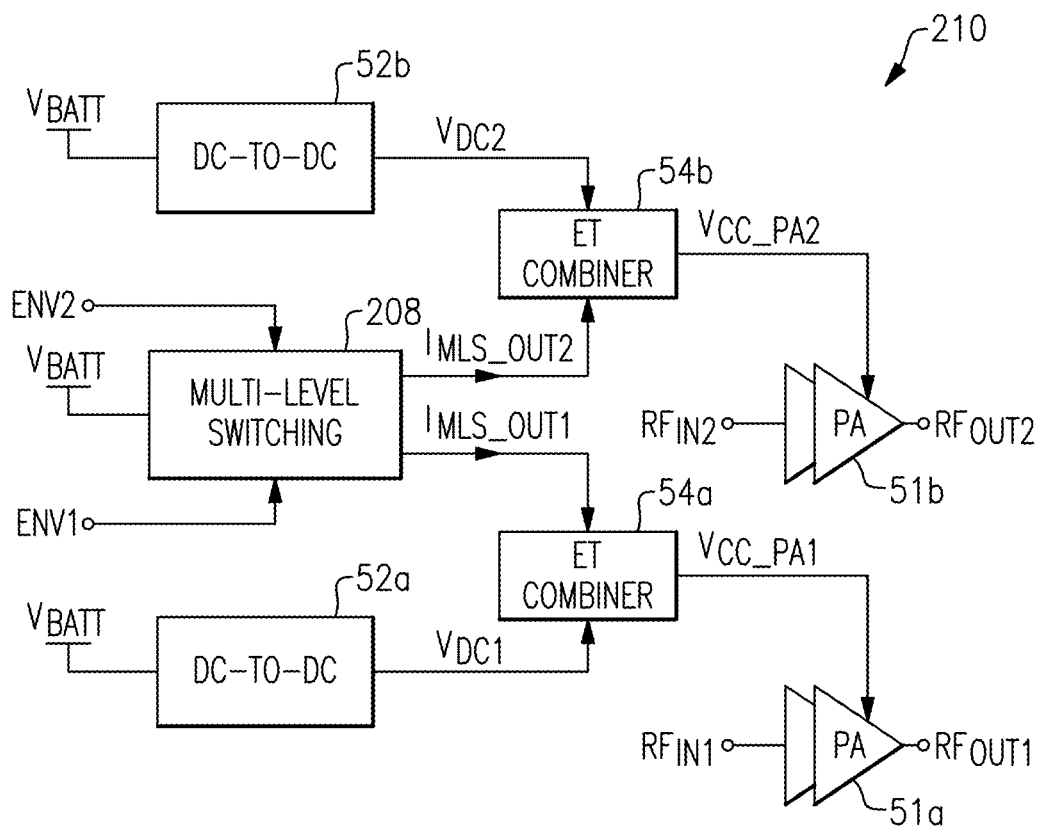 210
52b
VBATT
DC-TO-DC
VDC2
54b
ET
COMBINER
VCC_PA2
ENV2
208
VBATT
MULTI-LEVEL
SWITCHING
IMLS_OUT2
IMLS_OUT1
RFIN2
PA
RFOUT2
51b
ENV1
54a
ET
COMBINER
VCC_PA1
52a
VBATT
DC-TO-DC
VDC1
RFIN1
PA
RFOUT1
51a